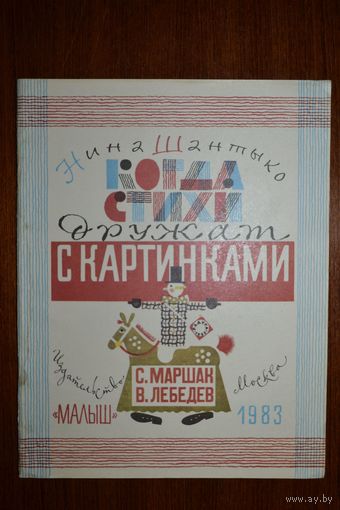 Нина Шантыко
КОГДА
СТИХИ
дружат
С КАРТИНКАМИ
С. МАРШАК
В. ЛЕБЕДЕВ
Издательство
«МАЛЫШ»
Москва
1983
www.ay.by